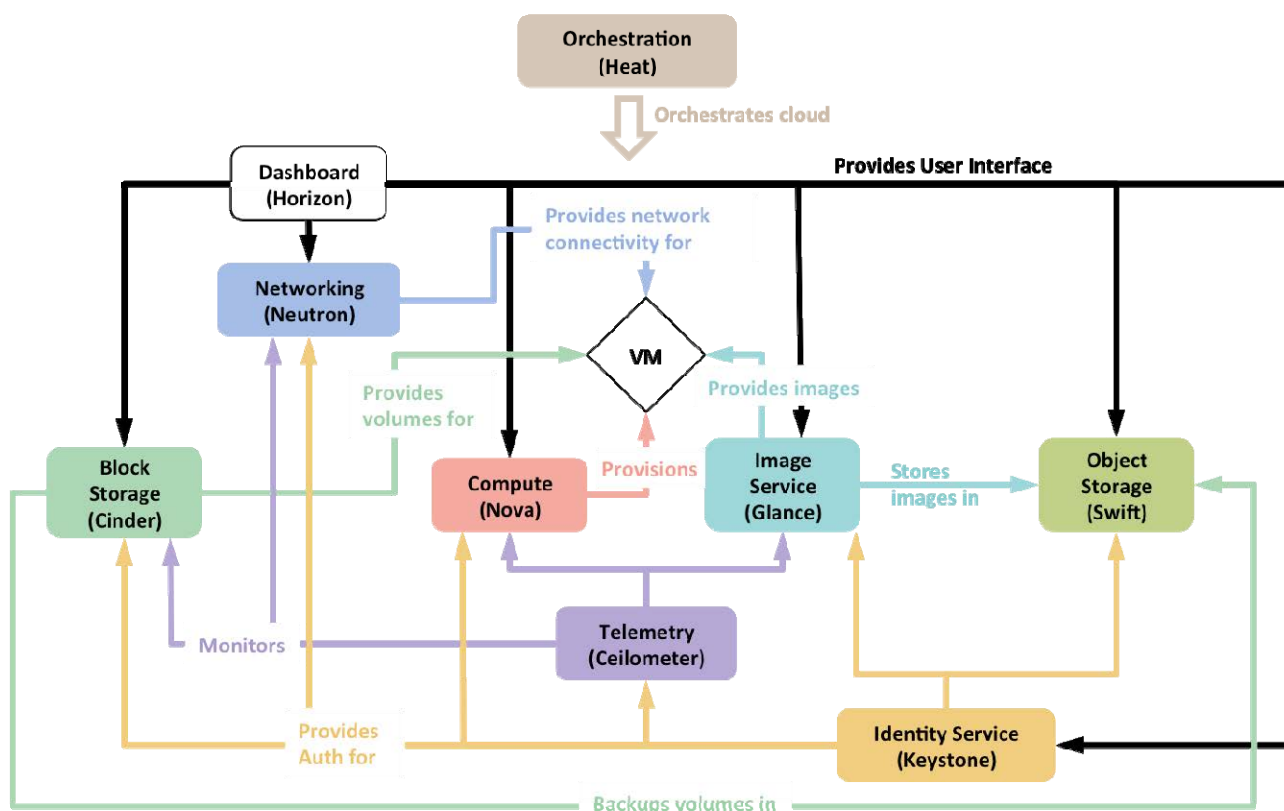 Orchestration
(Heat)
Orchestrates cloud
Dashboard
(Horizon)
Provides User Interface
Provides network
connectivity for
Networking
(Neutron)
VM
Provides
volumes for
Provides images
Block
Storage
(Cinder)
Compute
(Nova)
Provisions
Image
Service
(Glance)
Stores
images in
Object
Storage
(Swift)
Monitors
Telemetry
(Ceilometer)
Provides
Auth for
Identity Service
(Keystone)
Backups volumes in